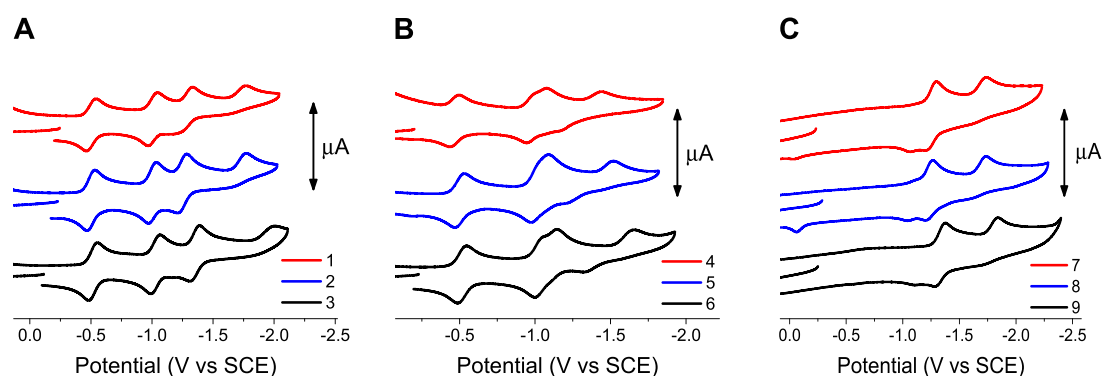 A
B
C
μA
μA
μA
1
2
3
4
5
6
7
8
9
0.0 -0.5 -1.0 -1.5 -2.0 -2.5
-0.5 -1.0 -1.5 -2.0
0.0 -0.5 -1.0 -1.5 -2.0 -2.5
Potential (V vs SCE)
Potential (V vs SCE)
Potential (V vs SCE)